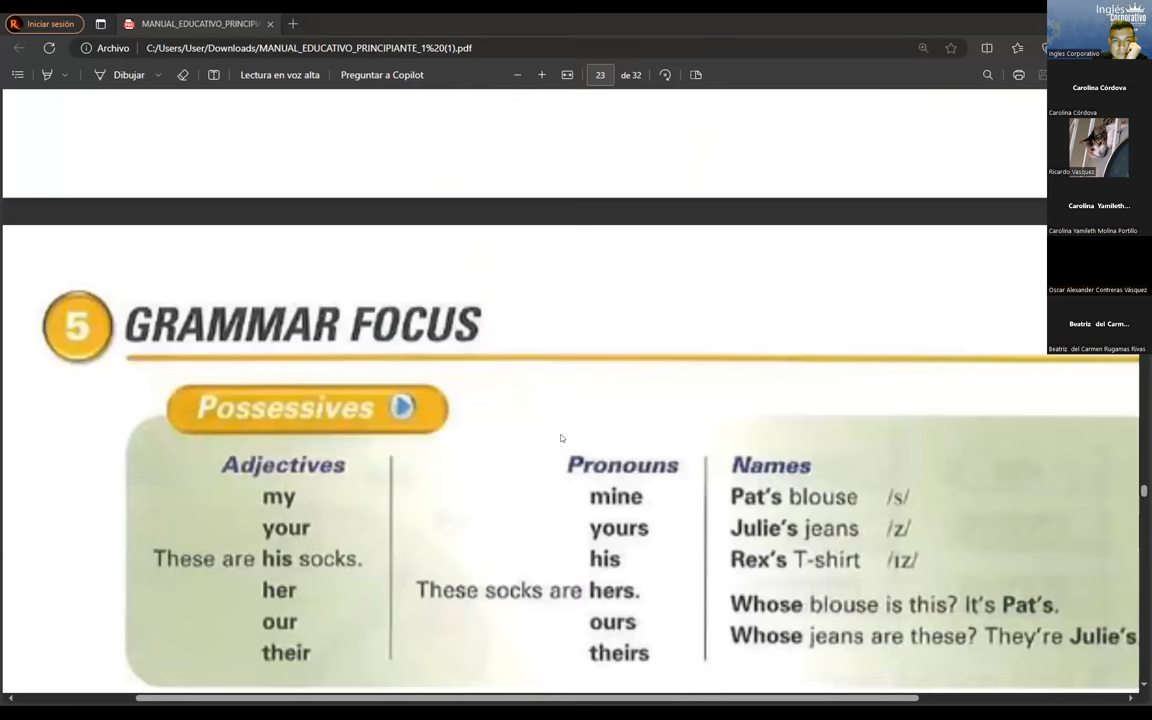 Iniciar sesión
MANUAL_EDUCATIVO_PRINCIPI
Archivo
C:/Users/User/Downloads/MANUAL_EDUCATIVO_PRINCIPIANTE_1%20(1).pdf
Dibujar
Lectura en voz alta
Preguntar a Copilot
23 de 32
Inglés
Corporativo
Ingles Corporativo
Carolina Córdova
Carolina Córdova
Ricardo Vasquez
Carolina Yamileth...
Carolina Yamileth Molina Portillo
Oscar Alexander Contreras Vásquez
Beatriz del Carm...
Beatriz del Carmen Rugamas Rivas
5 GRAMMAR FOCUS
Possessives
Adjectives
my
your
These are his socks.
her
our
their
Pronouns
mine
yours
his
These socks are hers.
ours
theirs
Names
Pat's blouse /s/
Julie's jeans /z/
Rex's T-shirt /ɪz/
Whose blouse is this? It's Pat's.
Whose jeans are these? They're Julie's